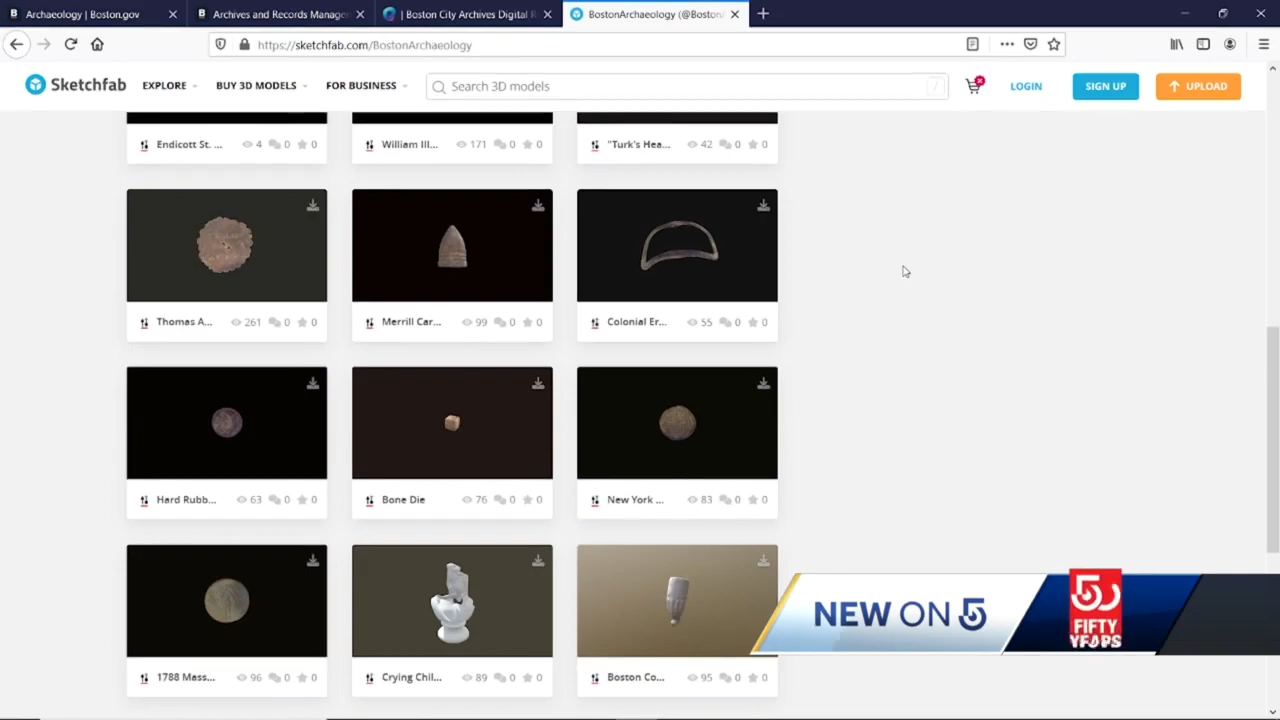 Archaeology | Boston.gov
Archives and Records Manager
| Boston City Archives Digital R
BostonArchaeology (@BostonA
https://sketchfab.com/BostonArchaeology
Sketchfab
EXPLORE
BUY 3D MODELS
FOR BUSINESS
Search 3D models
/
LOGIN
SIGN UP
UPLOAD
Endicott St. ... 4 0 0
William III... 171 0 0
"Turk's Hea... 42 0 0
Thomas A... 261 0 0
Merrill Car... 99 0 0
Colonial Er... 55 0 0
Hard Rubb... 63 0 0
Bone Die 76 0 0
New York ... 83 0 0
1788 Mass... 96 0 0
Crying Chil... 89 0 0
Boston Co... 95 0 0
NEW ON 5
5
FIFTY
YEARS